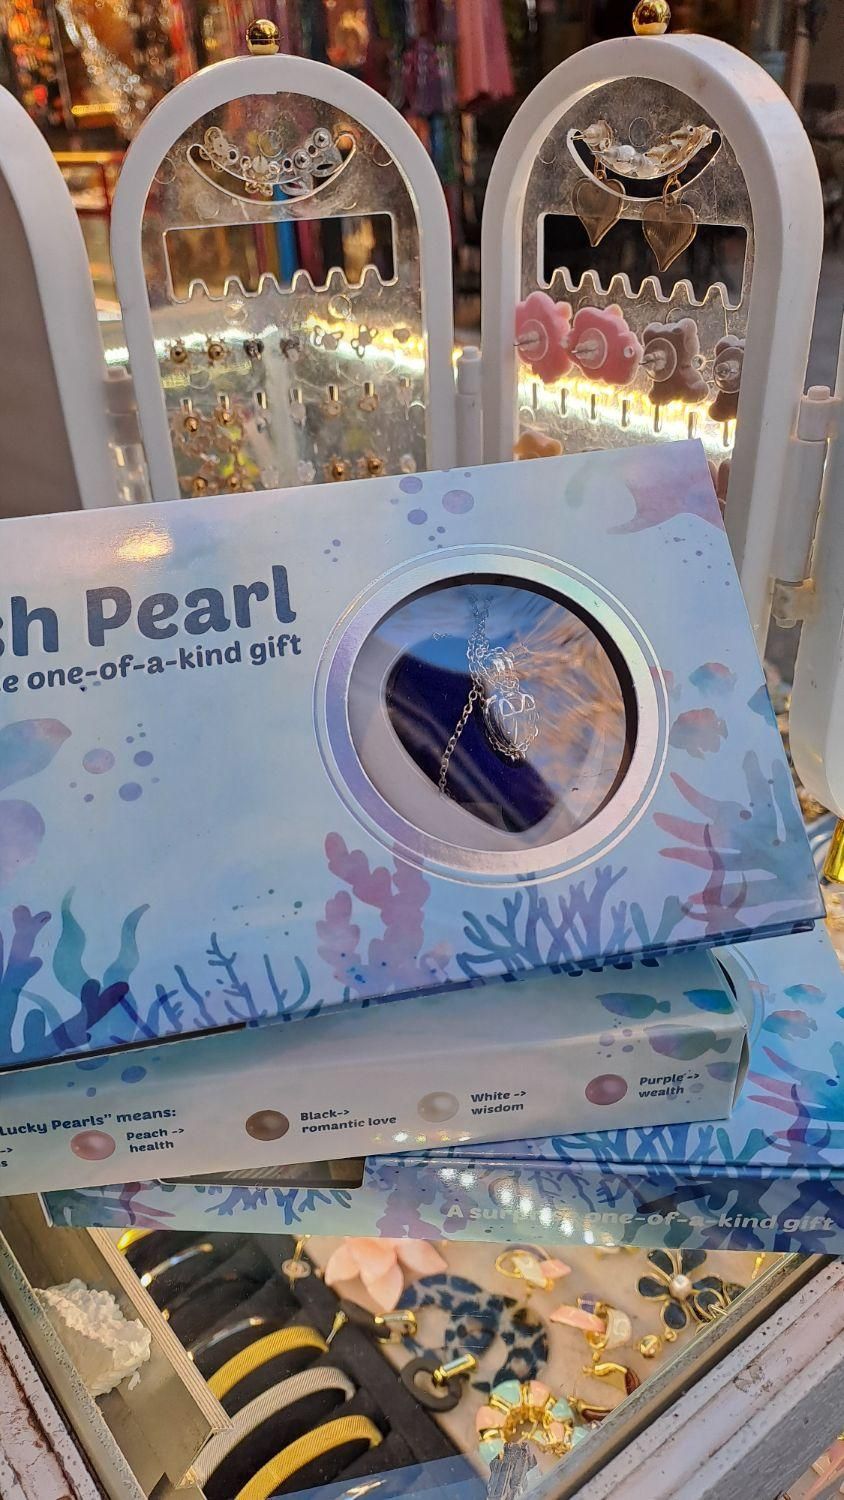 sh Pearl
e one-of-a-kind gift
Lucky Pearls" means:
->
s
Peach ->
health
Black->
romantic love
White ->
wisdom
Purple ->
wealth
A surprise one-of-a-kind gift